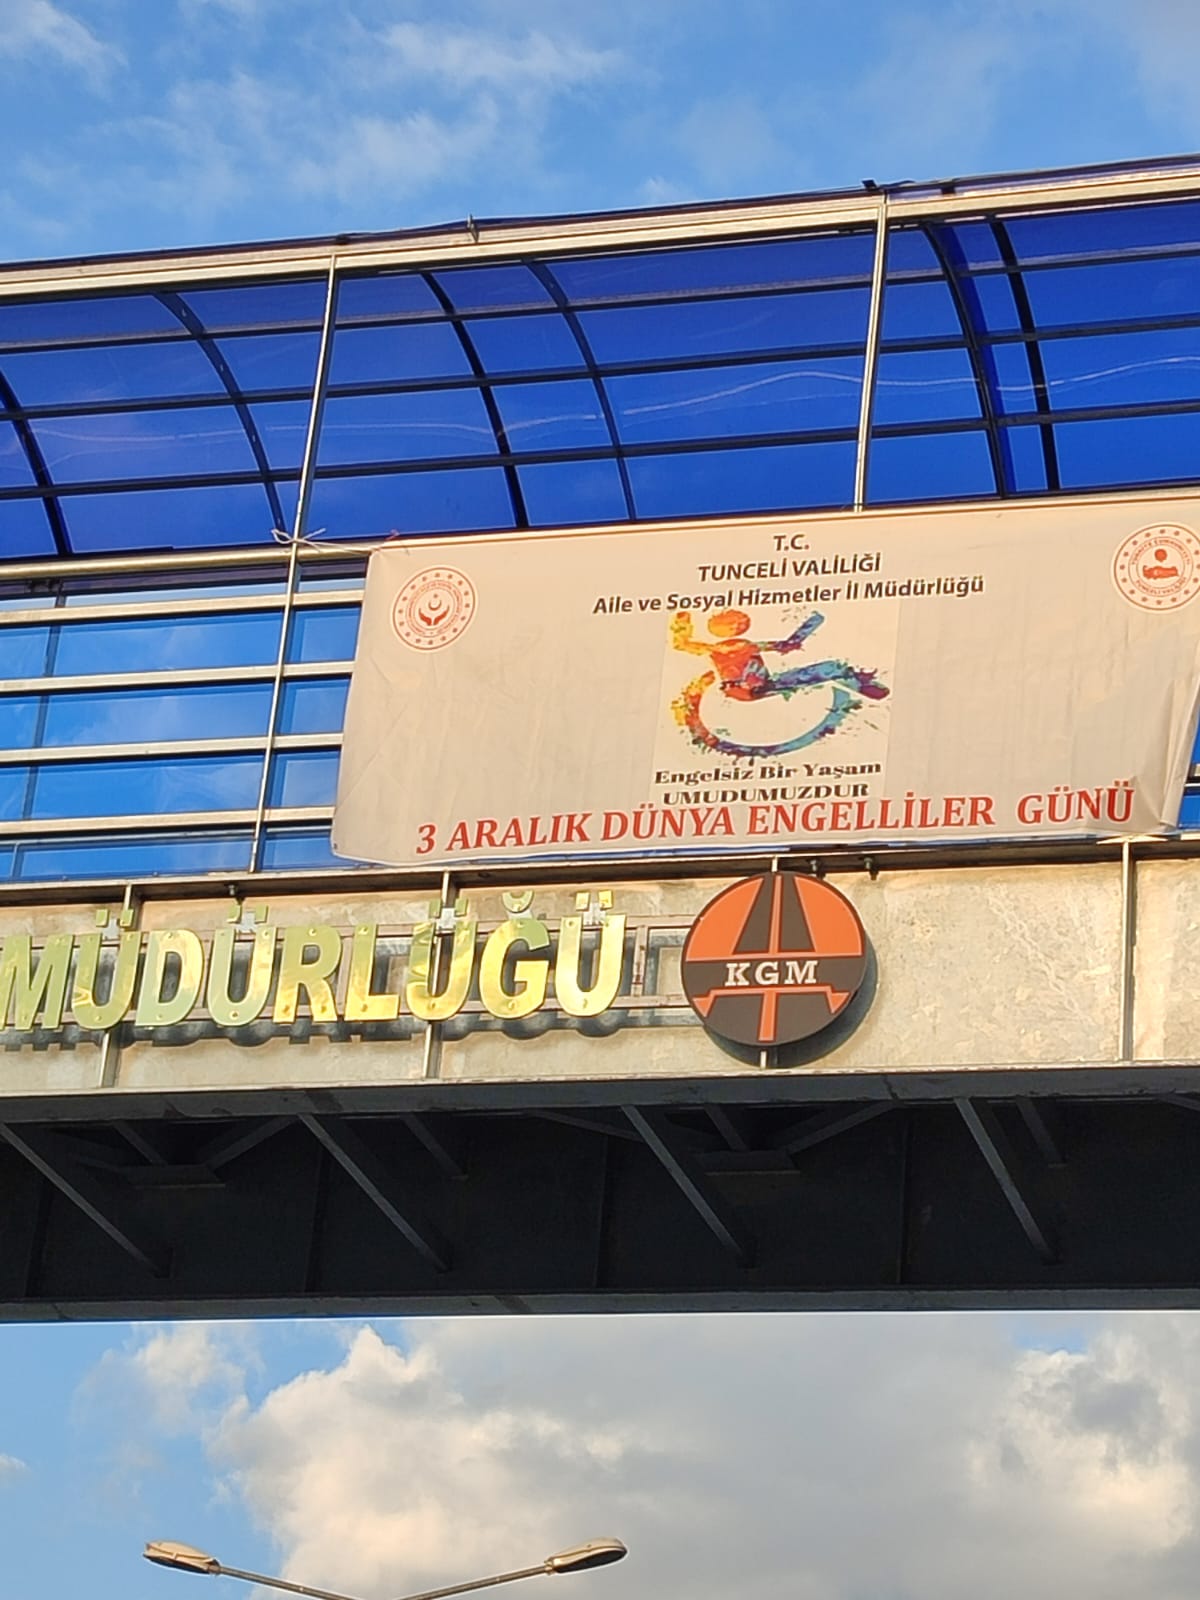 T.C.
TUNCELİ VALİLİĞİ
Aile ve Sosyal Hizmetler İl Müdürlüğü
Engelsiz Bir Yaşam
UMUDUMUZDUR
3 ARALIK DÜNYA ENGELLİLER GÜNÜ
MÜDÜRLÜĞÜ
KGM